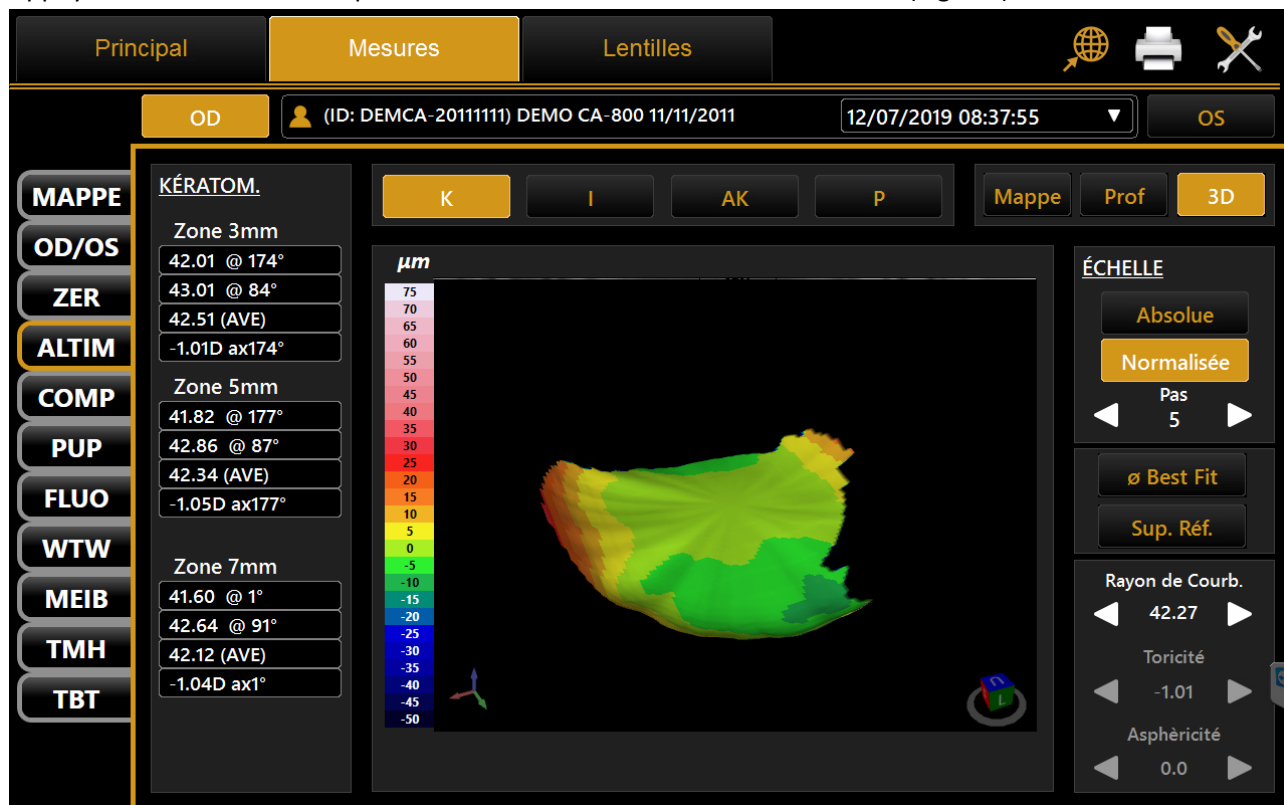 Principal
Mesures
Lentilles
OD
(ID: DEMCA-20111111) DEMO CA-800 11/11/2011
12/07/2019 08:37:55
OS
MAPPE
OD/OS
ZER
ALTIM
COMP
PUP
FLUO
WTW
MEIB
TMH
TBT
KÉRATOM.
Zone 3mm
42.01 @ 174°
43.01 @ 84°
42.51 (AVE)
-1.01D ax174°
Zone 5mm
41.82 @ 177°
42.86 @ 87°
42.34 (AVE)
-1.05D ax177°
Zone 7mm
41.60 @ 1°
42.64 @ 91°
42.12 (AVE)
-1.04D ax1°
K
I
AK
P
Mappe
Prof
3D
µm
75
70
65
60
55
50
45
40
35
30
25
20
15
10
5
0
-5
-10
-15
-20
-25
-30
-35
-40
-45
-50
L
ÉCHELLE
Absolue
Normalisée
Pas
5
ø Best Fit
Sup. Réf.
Rayon de Courb.
42.27
Toricité
-1.01
Asphèricité
0.0